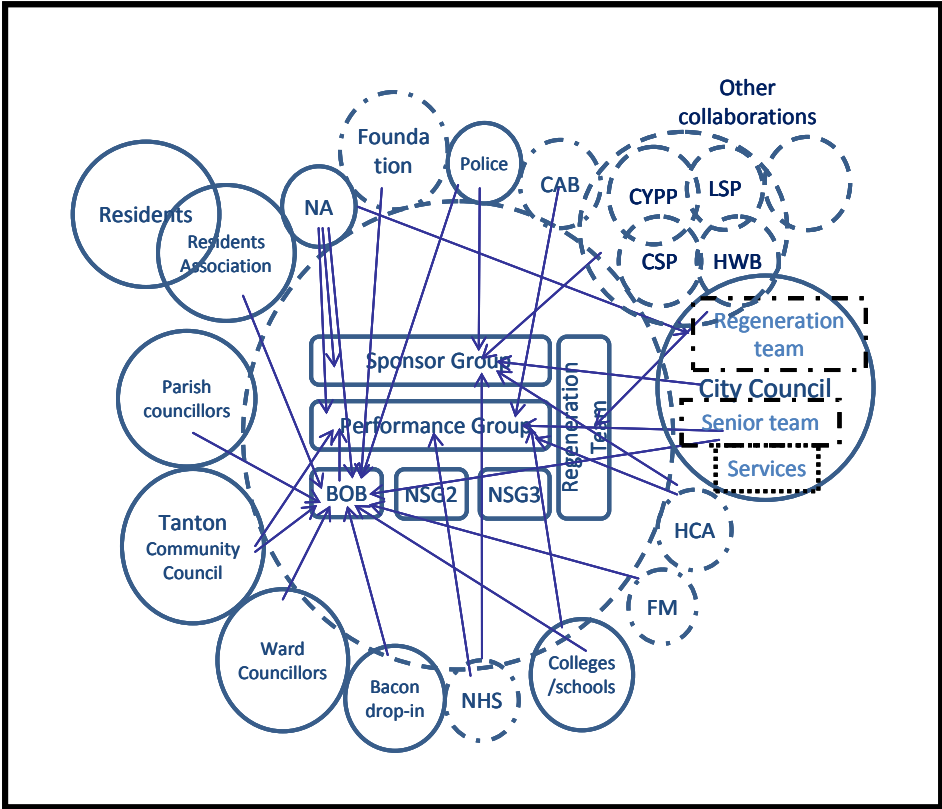 Other
collaborations
Founda
tion
Police
CAB
CYPP
LSP
Residents
NA
Residents
Association
CSP
HWB
Regeneration
team
Sponsor Group
City Council
Parish
councillors
Performance Group
Regeneration
Team
Senior team
Services
BOB
NSG2
NSG3
Tanton
Community
Council
HCA
FM
Ward
Councillors
Colleges
/schools
Bacon
drop-in
NHS